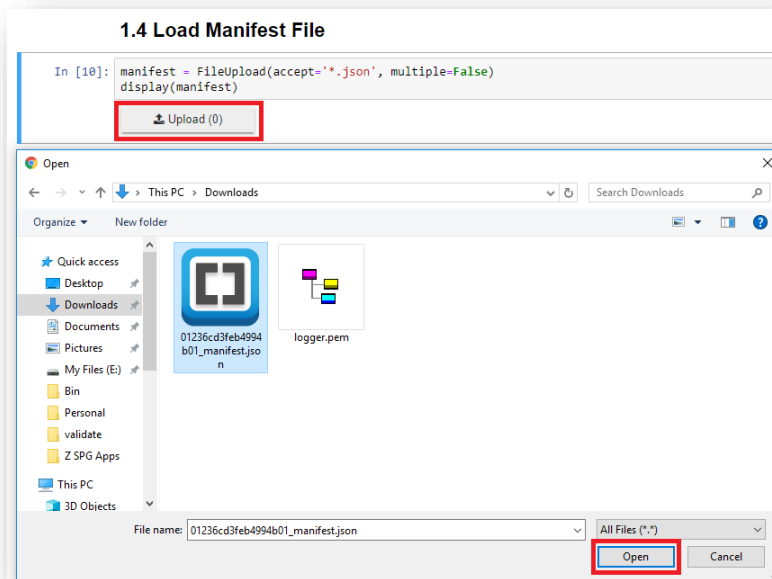 1.4 Load Manifest File
In [10]: manifest = FileUpload(accept='*.json', multiple=False)
display(manifest)
Upload (0)
Open
This PC > Downloads
Search Downloads
Organize
New folder
Quick access
Desktop
Downloads
Documents
Pictures
My Files (E:)
Bin
Personal
validate
Z SPG Apps
This PC
3D Objects
01236cd3feb4994
b01_manifest.jso
n
logger.pem
File name: 01236cd3feb4994b01_manifest.json
All Files (*.*)
Open
Cancel